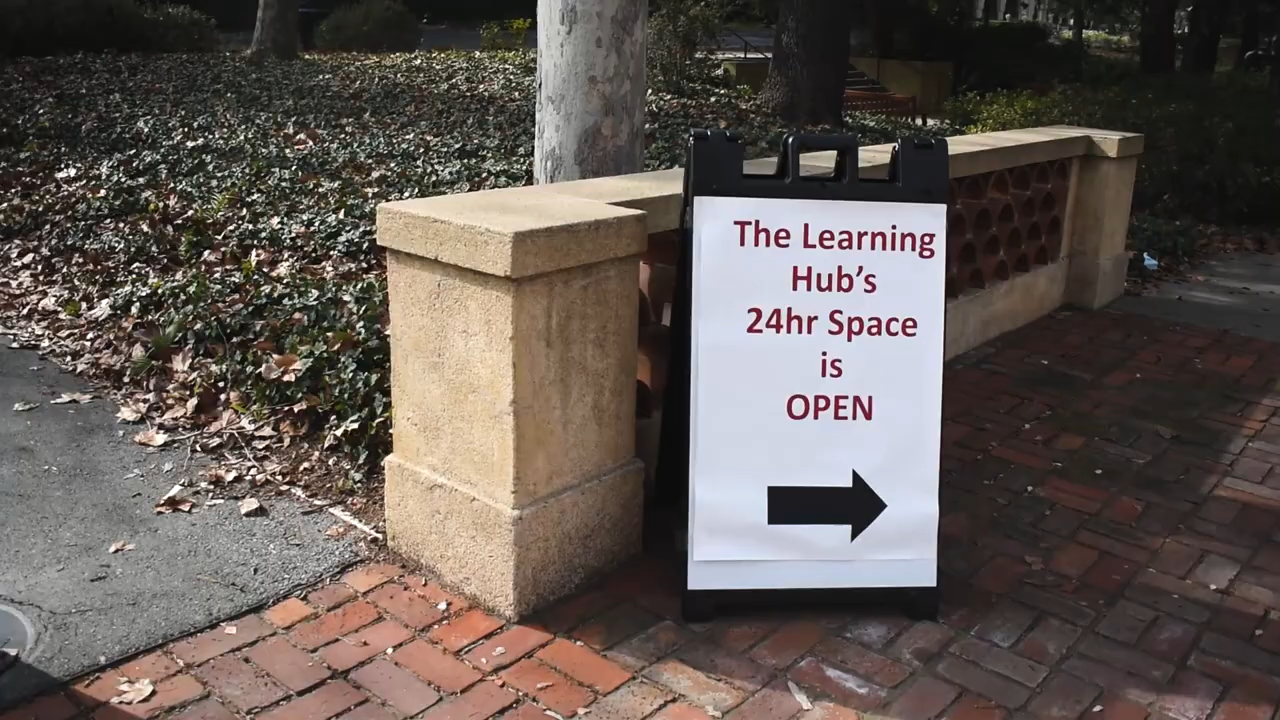 The Learning
Hub’s
24hr Space
is
OPEN